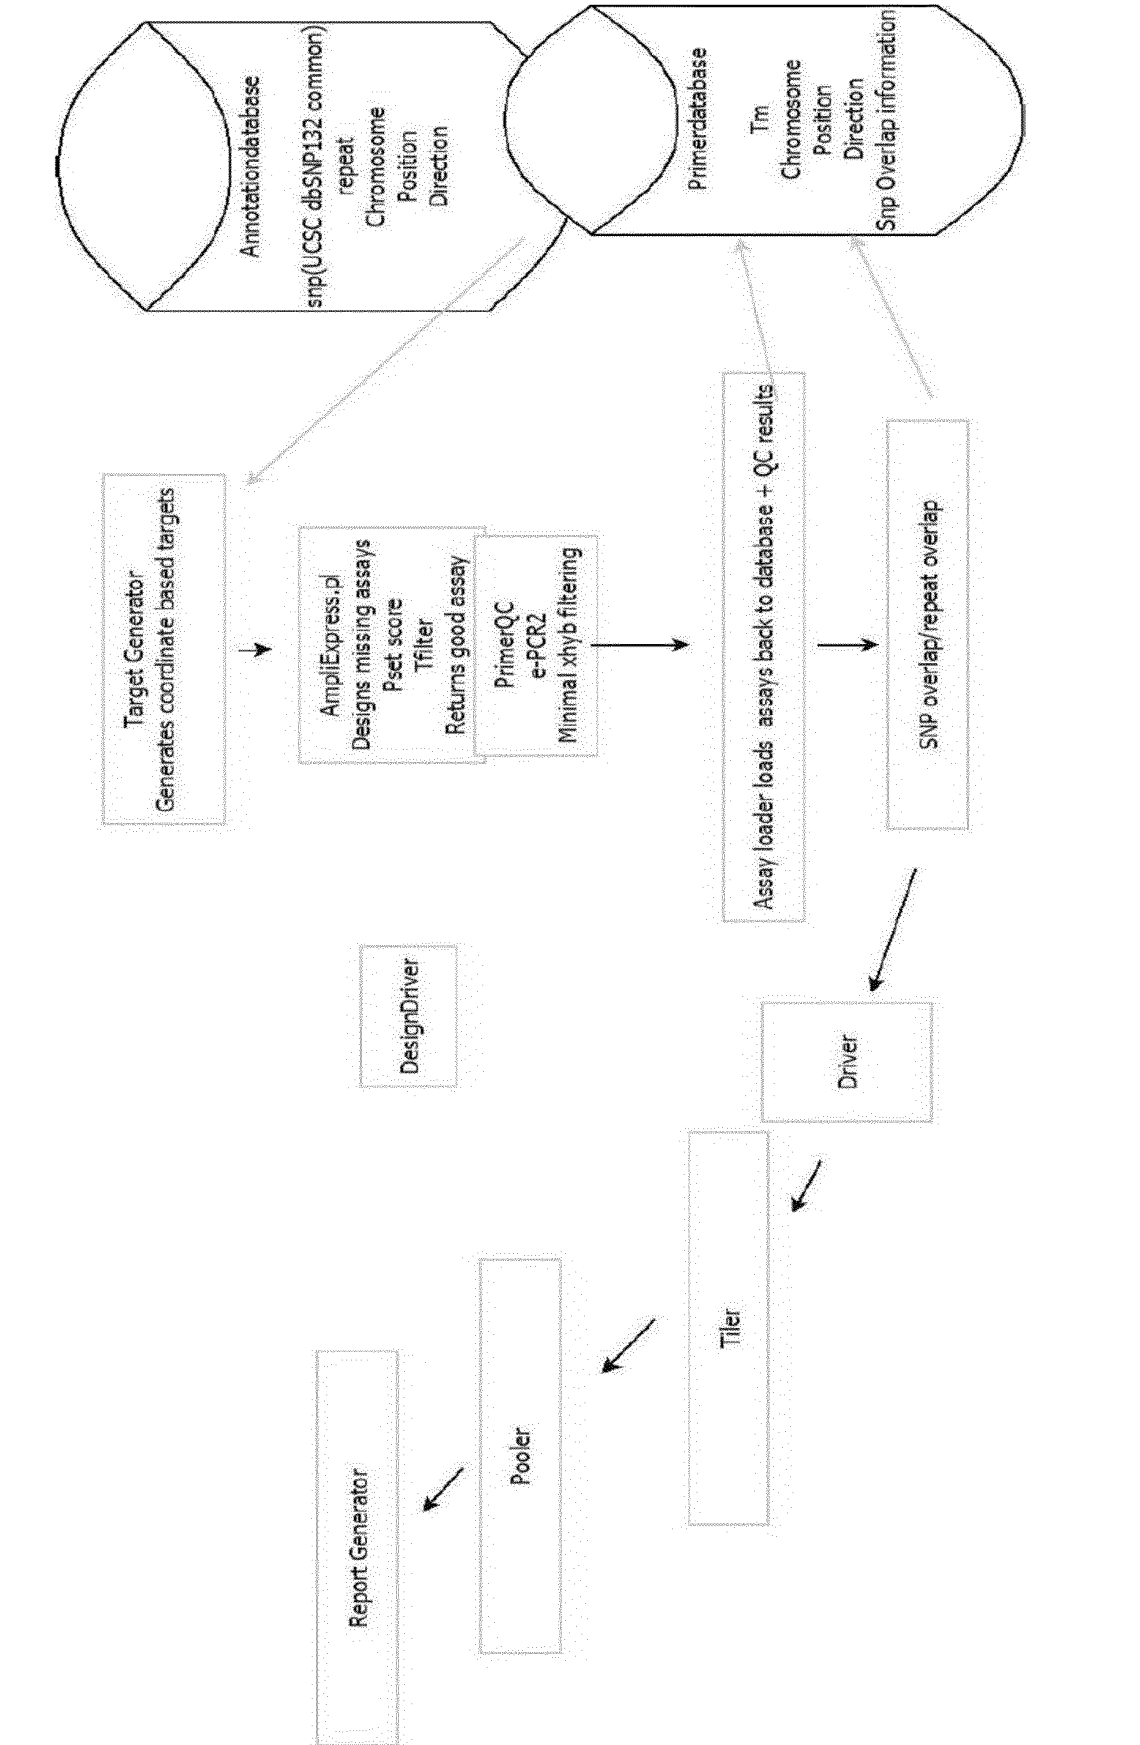 Annotationdatabase
snp(UCSC dbSNP132 common)
repeat
Chromosome
Position
Direction
Primerdatabase
Tm
Chromosome
Position
Direction
Snp Overlap information
Target Generator
Generates coordinate based targets
AmpliExpress.pl
Designs missing assays
Pset score
Tfilter
Returns good assay
PrimerQC
e-PCR2
Minimal xhyb filtering
Assay loader loads assays back to database + QC results
SNP overlap/repeat overlap
DesignDriver
Driver
Tiler
Pooler
Report Generator